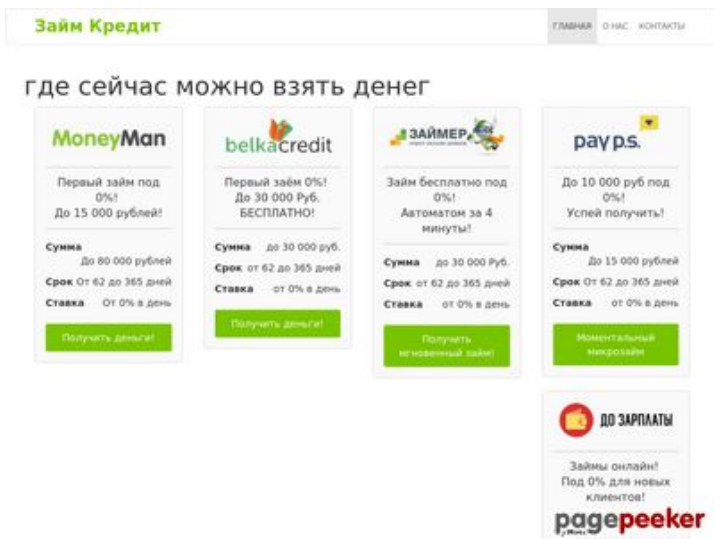 Займ Кредит
ГЛАВНАЯ О НАС КОНТАКТЫ
где сейчас можно взять денег
MoneyMan
Первый займ под
0%!
До 15 000 рублей!
Сумма
До 80 000 рублей
Срок От 62 до 365 дней
Ставка От 0% в день
Получить деньги!
belkacredit
Первый заём 0%!
До 30 000 Руб.
БЕСПЛАТНО!
Сумма до 30 000 руб.
Срок от 62 до 365 дней
Ставка от 0% в день
Получить деньги!
ЗАЙМЕР
Займ бесплатно под
0%!
Автоматом за 4
минуты!
Сумма до 30 000 Руб.
Срок от 62 до 365 дней
Ставка от 0% в день
Получить
мгновенный займ!
pay p.s.
До 10 000 руб под
0%!
Успей получить!
Сумма
До 15 000 рублей
Срок От 62 до 365 дней
Ставка от 0% в день
Моментальный
микрозайм
ДО ЗАРПЛАТЫ
Займы онлайн!
Под 0% для новых
клиентов!
pagepeeker